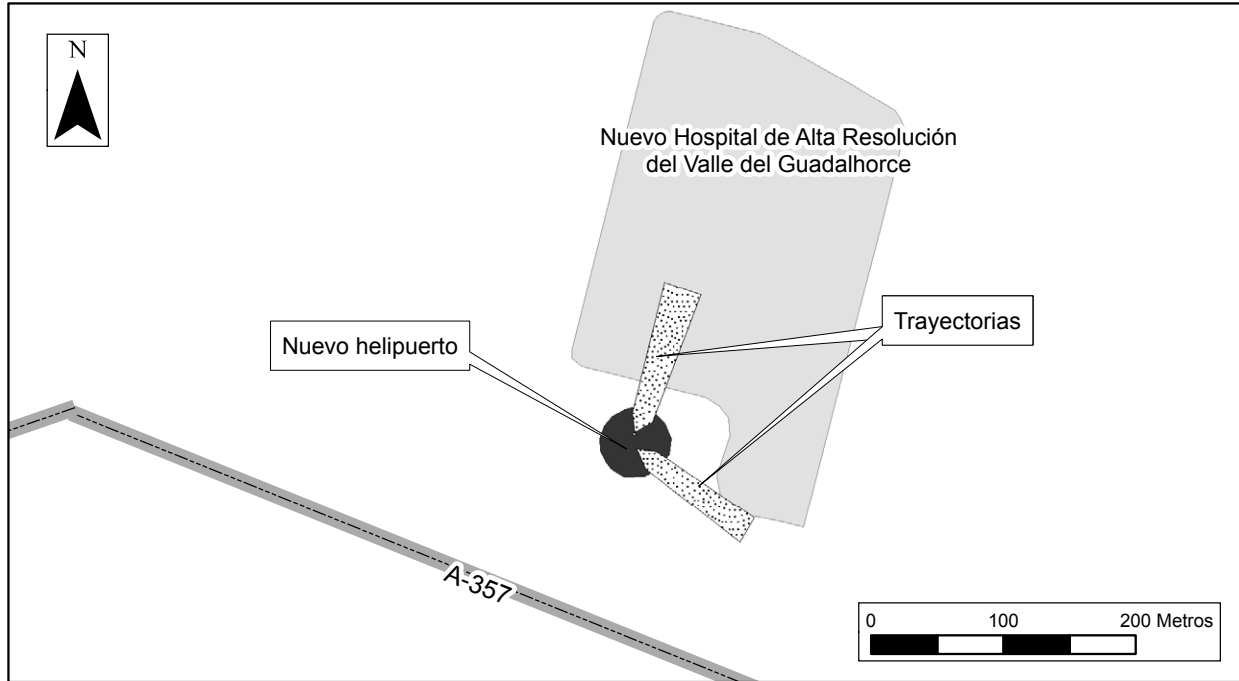 N
Nuevo Hospital de Alta Resolución
del Valle del Guadalhorce
Trayectorias
Nuevo helipuerto
A-357
0 100 200 Metros